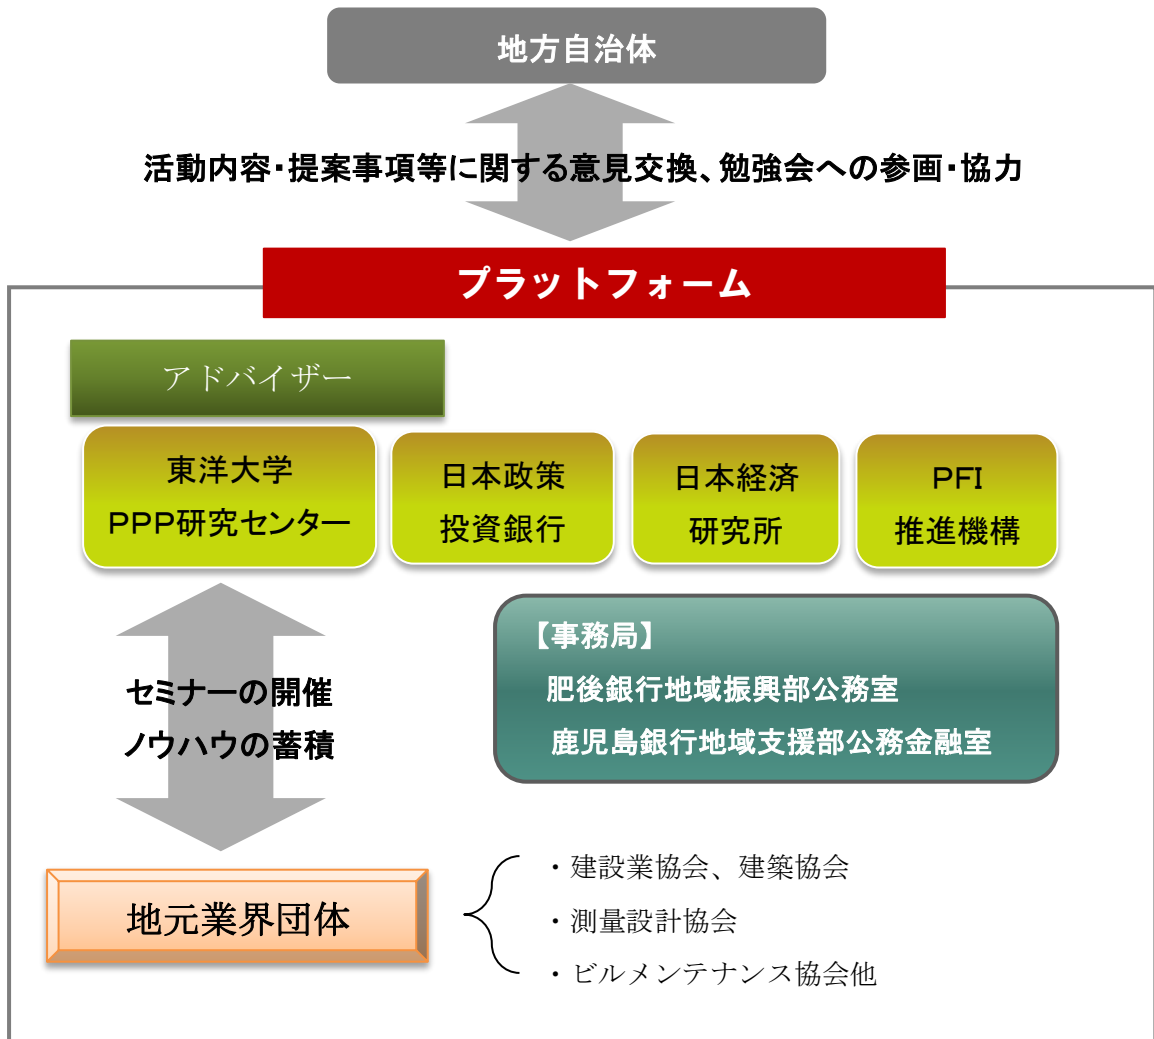 地方自治体
活動内容・提案事項等に関する意見交換、勉強会への参画・協力
プラットフォーム
アドバイザー
東洋大学
PPP研究センター
日本政策
投資銀行
日本経済
研究所
PFI
推進機構
【事務局】
肥後銀行地域振興部公務室
鹿児島銀行地域支援部公務金融室
セミナーの開催
ノウハウの蓄積
地元業界団体
・建設業協会、建築協会
・測量設計協会
・ビルメンテナンス協会他